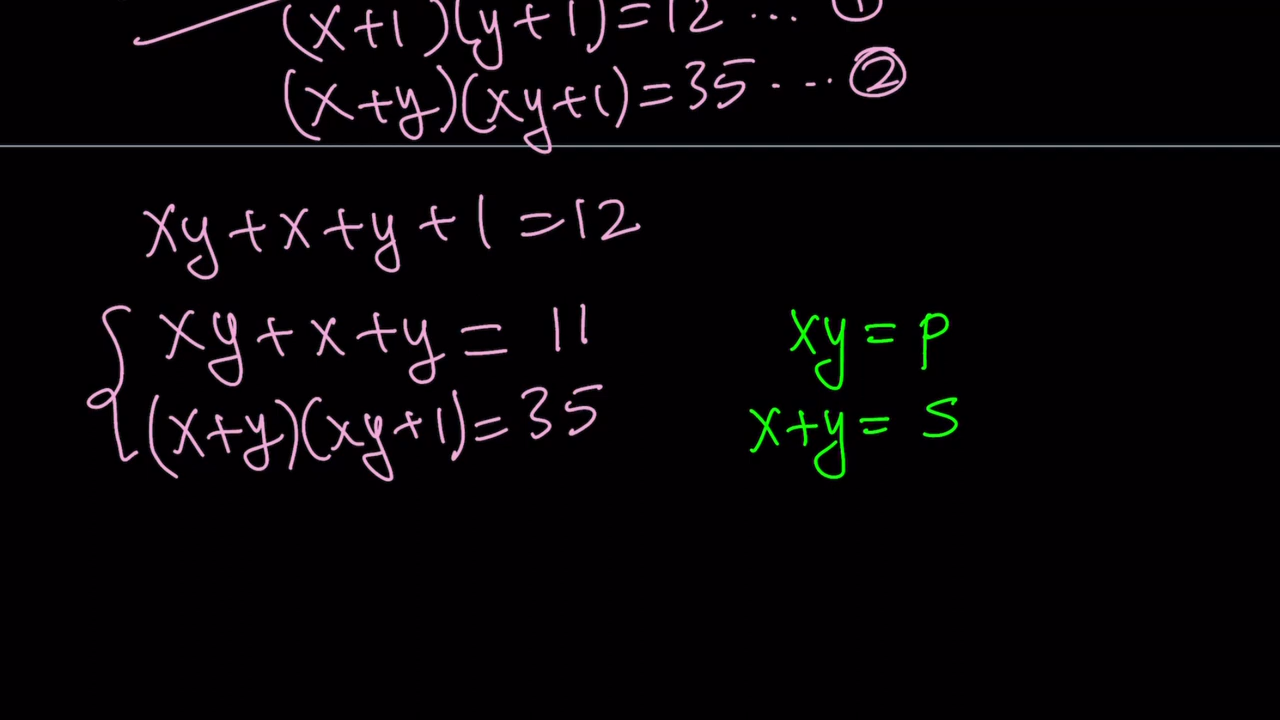 (x+1)(y+1)=12 ... ①
(x+y)(xy+1)=35 ... ②
xy+x+y+1=12
xy+x+y=11
xy=p
(x+y)(xy+1)=35
x+y=s